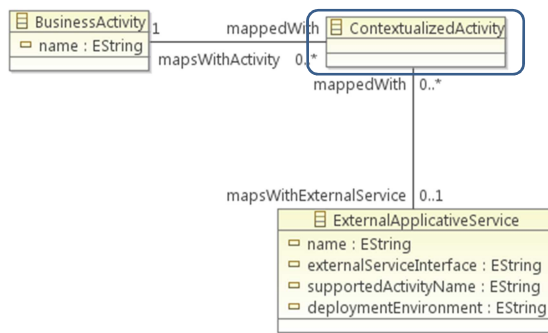 BusinessActivity
name : EString
1
mappedWith
mapsWithActivity
0..*
ContextualizedActivity
mappedWith
0..*
mapsWithExternalService
0..1
ExternalApplicativeService
name : EString
externalServiceInterface : EString
supportedActivityName : EString
deploymentEnvironment : EString